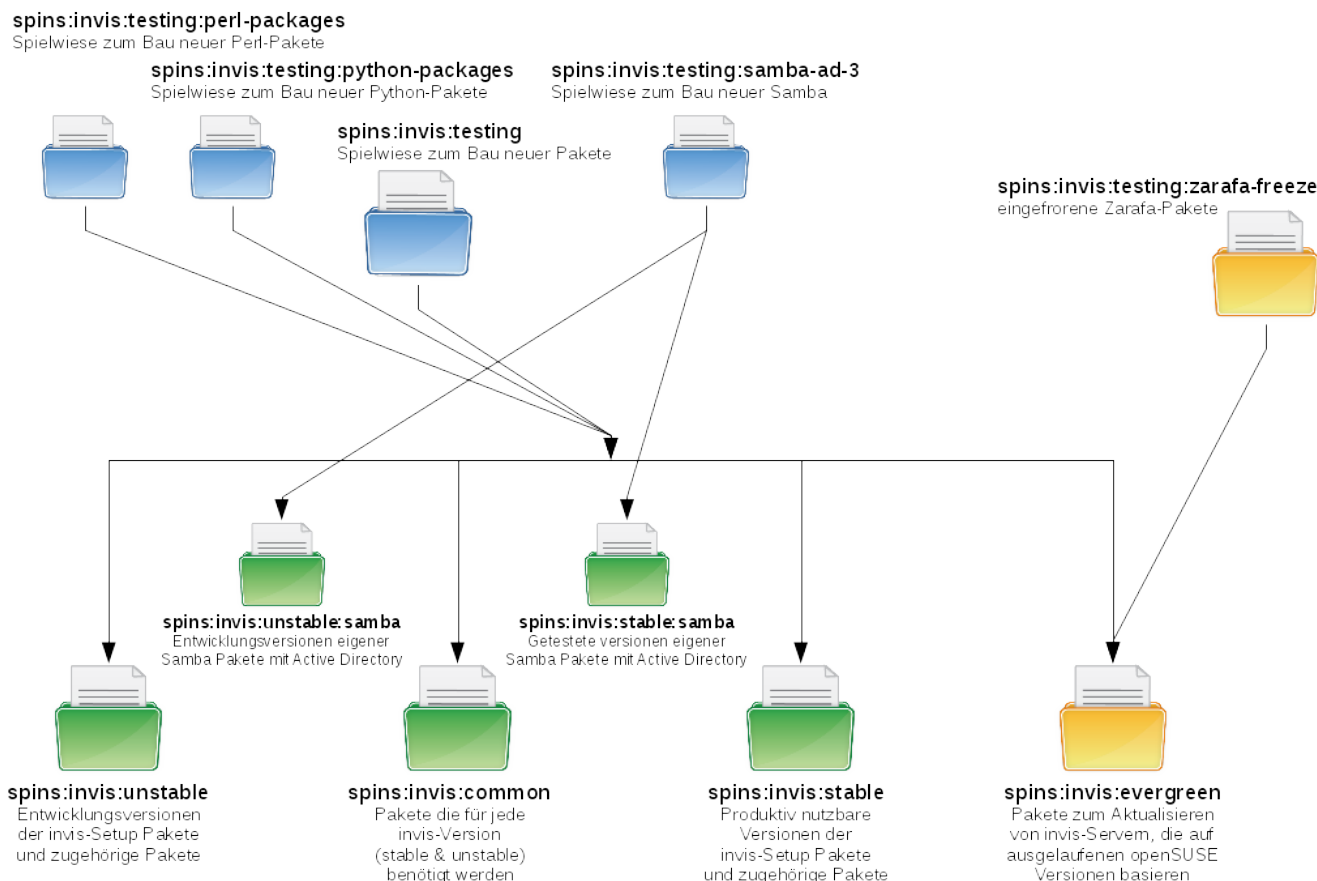 spins:invis:testing:perl-packages
Spielwiese zum Bau neuer Perl-Pakete
spins:invis:testing:python-packages
Spielwiese zum Bau neuer Python-Pakete
spins:invis:testing:samba-ad-3
Spielwiese zum Bau neuer Samba
spins:invis:testing
Spielwiese zum Bau neuer Pakete
spins:invis:testing:zarafa-freeze
eingefrorene Zarafa-Pakete
spins:invis:unstable:samba
Entwicklungsversionen eigener
Samba Pakete mit Active Directory
spins:invis:stable:samba
Getestete versionen eigener
Samba Pakete mit Active Directory
spins:invis:unstable
Entwicklungsversionen
der invis-Setup Pakete
und zugehörige Pakete
spins:invis:common
Pakete die für jede
invis-Version
(stable & unstable)
benötigt werden
spins:invis:stable
Produktiv nutzbare
Versionen der
invis-Setup Pakete
und zugehörige Pakete
spins:invis:evergreen
Pakete zum Aktualisieren
von invis-Servern, die auf
ausgelaufenen openSUSE
Versionen basieren